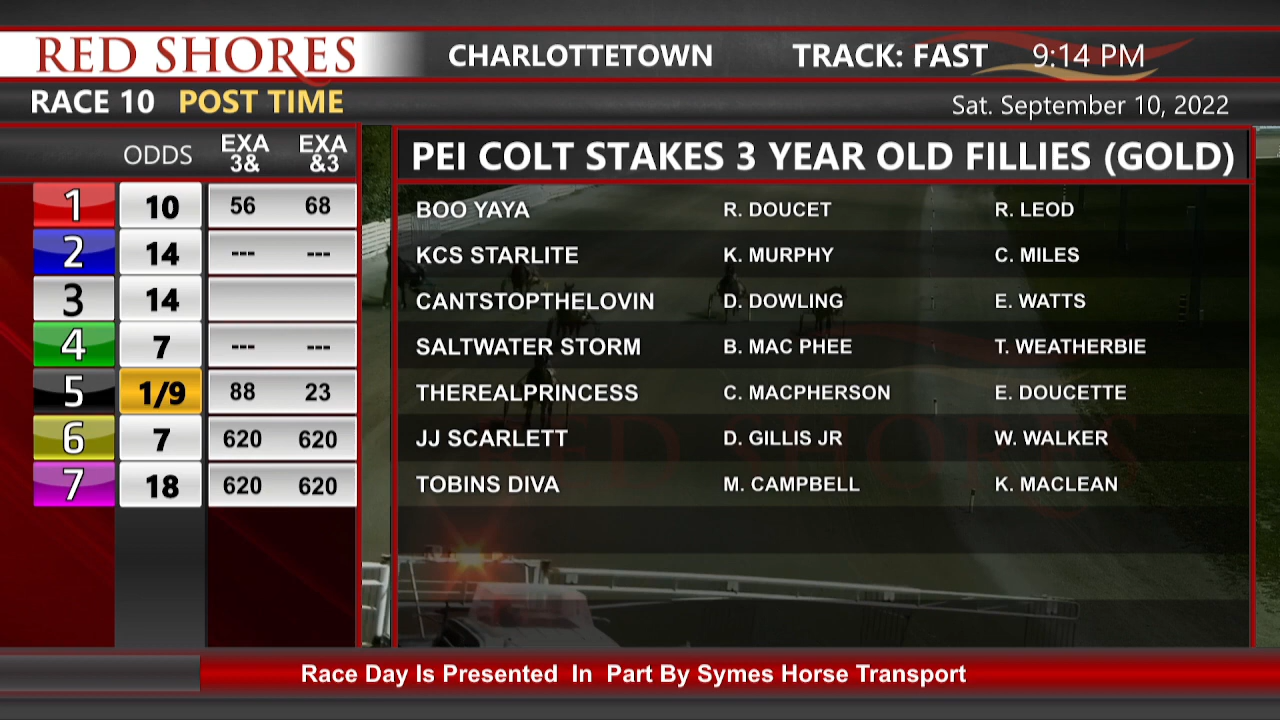 RED SHORES CHARLOTTETOWN TRACK: FAST 9:14 PM
RACE 10 POST TIME Sat. September 10, 2022
ODDS EXA 3& EXA &3
PEI COLT STAKES 3 YEAR OLD FILLIES (GOLD)
1 10 56 68 BOO YAYA R. DOUCET R. LEOD
2 14 --- --- KCS STARLITE K. MURPHY C. MILES
3 14 CANTSTOPTHELOVIN D. DOWLING E. WATTS
4 7 --- --- SALTWATER STORM B. MAC PHEE T. WEATHERBIE
5 1/9 88 23 THEREALPRINCESS C. MACPHERSON E. DOUCETTE
6 7 620 620 JJ SCARLETT D. GILLIS JR W. WALKER
7 18 620 620 TOBINS DIVA M. CAMPBELL K. MACLEAN
RED SHORES
Race Day Is Presented In Part By Symes Horse Transport